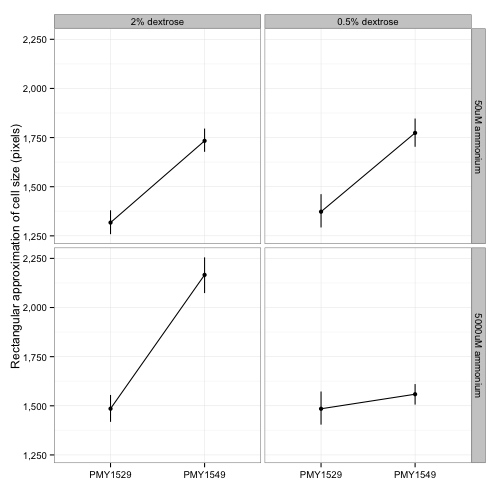 2% dextrose
0.5% dextrose
Rectangular approximation of cell size (pixels)
2,250
2,000
1,750
1,500
1,250
50uM ammonium
2,250
2,000
1,750
1,500
1,250
5000uM ammonium
PMY1529
PMY1549
PMY1529
PMY1549